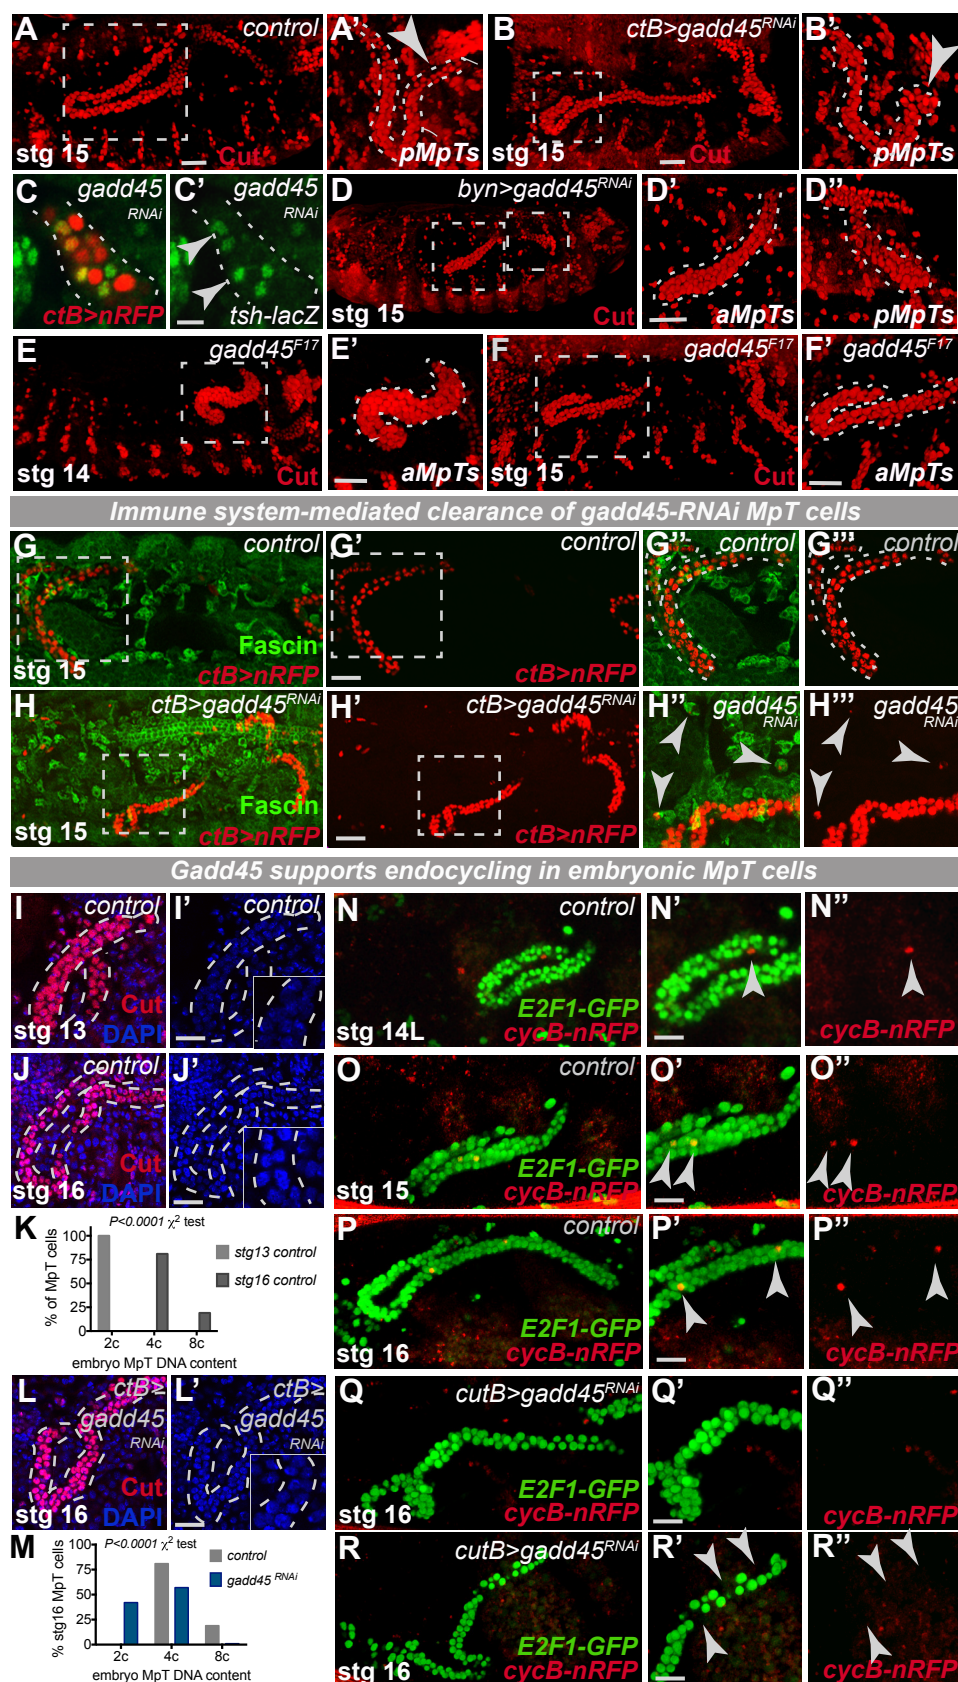 A control stg 15 Cut
A' pMpTs
B ctB>gadd45RNAi stg 15 Cut
B' pMpTs
C gadd45 RNAi ctB>nRFP
C' gadd45 RNAi tsh-lacZ
D byn>gadd45RNAi stg 15 Cut
D' aMpTs
D" pMpTs
E gadd45F17 stg 14 Cut
E' aMpTs
F gadd45F17 stg 15 Cut
F' gadd45F17 aMpTs
Immune system-mediated clearance of gadd45-RNAi MpT cells
G control Fascin stg 15 ctB>nRFP
G' control ctB>nRFP
G" control
G''' control
H ctB>gadd45RNAi Fascin stg 15 ctB>nRFP
H' ctB>gadd45RNAi ctB>nRFP
H" gadd45 RNAi
H''' gadd45 RNAi
Gadd45 supports endocycling in embryonic MpT cells
I control Cut stg 13 DAPI
I' control
N control E2F1-GFP stg 14L cycB-nRFP
N'
N" cycB-nRFP
J control Cut stg 16 DAPI
J'
O control E2F1-GFP stg 15 cycB-nRFP
O'
O" cycB-nRFP
K
P<0.0001 χ2 test
% of MpT cells
100
75
50
25
0
stg13 control
stg16 control
2c 4c 8c
embryo MpT DNA content
P control E2F1-GFP stg 16 cycB-nRFP
P'
P" cycB-nRFP
L ctB> gadd45 RNAi Cut stg 16 DAPI
L' ctB> gadd45 RNAi
Q cutB>gadd45RNAi E2F1-GFP stg 16 cycB-nRFP
Q'
Q" cycB-nRFP
M
P<0.0001 χ2 test
% stg16 MpT cells
100
75
50
25
0
control
gadd45 RNAi
2c 4c 8c
embryo MpT DNA content
R cutB>gadd45RNAi E2F1-GFP stg 16 cycB-nRFP
R'
R" cycB-nRFP